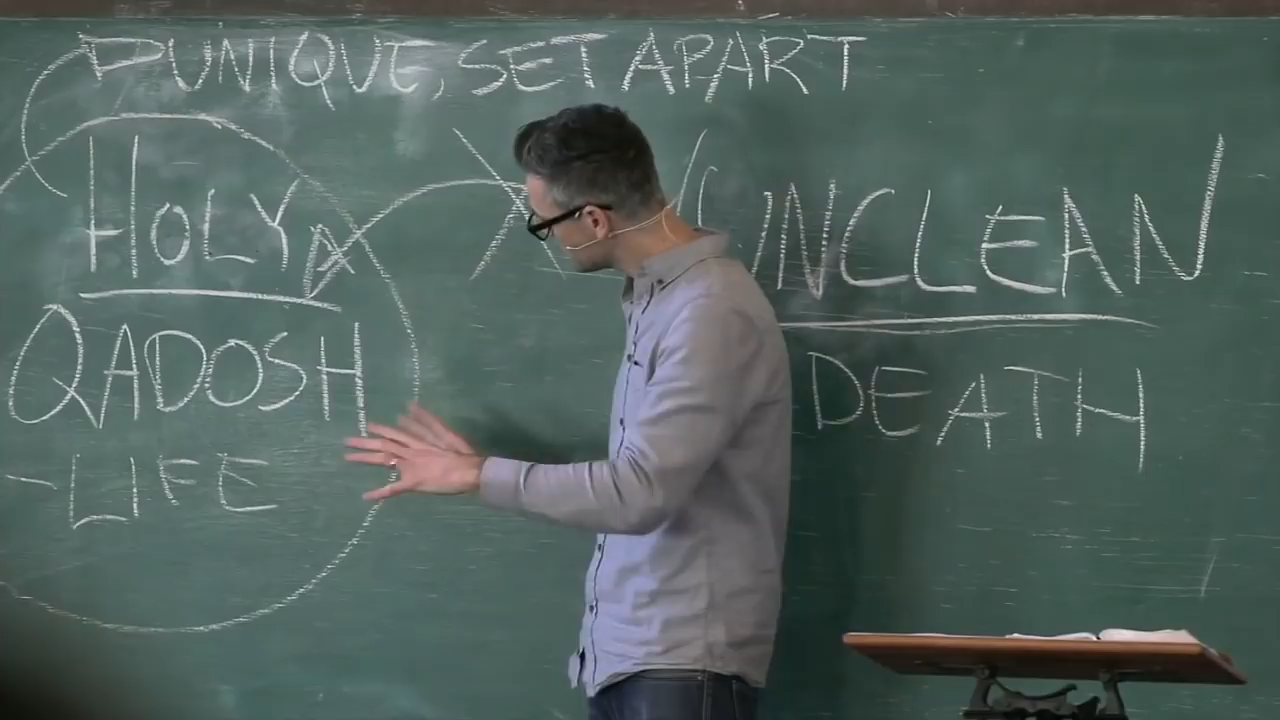 UNIQUE, SET APART
HOLY
UNCLEAN
QADOSH
DEATH
- LIFE